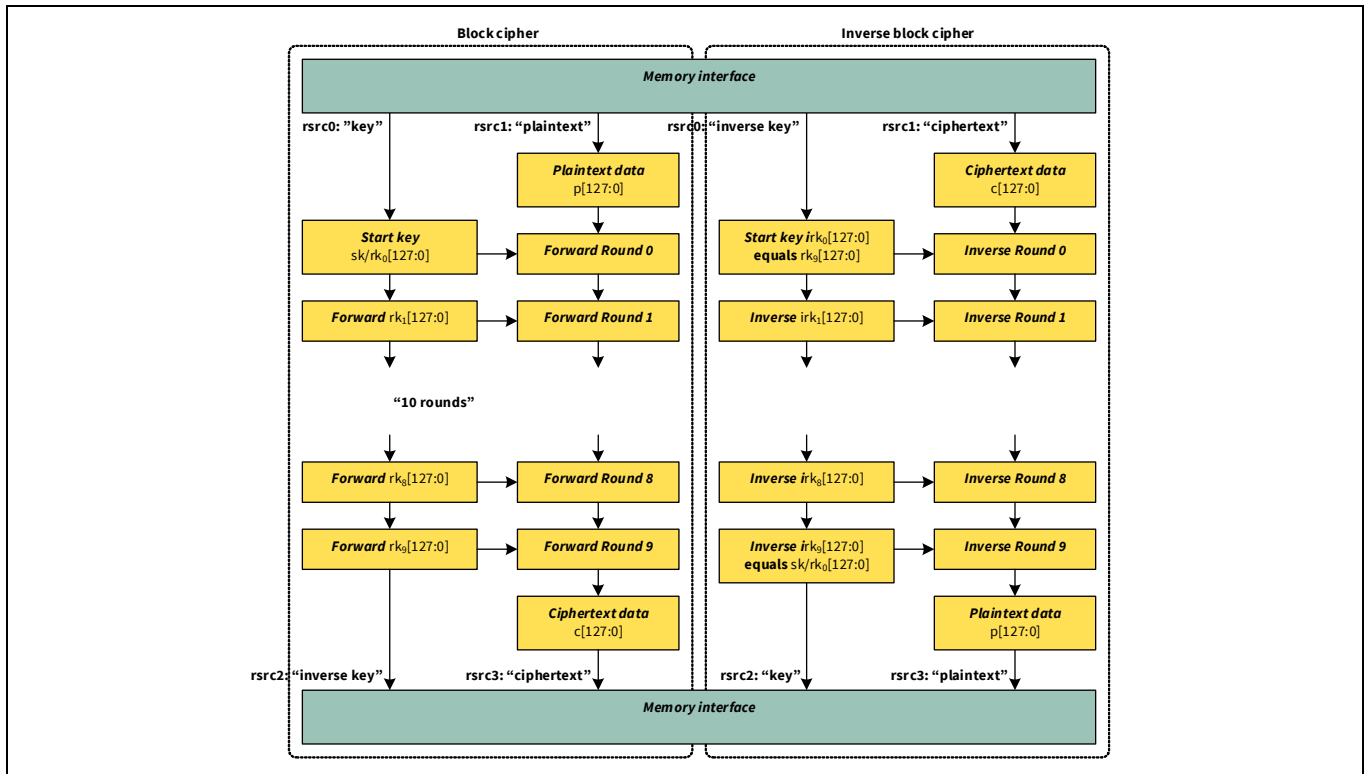 Block cipher
Inverse block cipher
Memory interface
rsrc0: ”key”
rsrc1: “plaintext”
rsrc0: “inverse key”
rsrc1: “ciphertext”
Plaintext data
p[127:0]
Ciphertext data
c[127:0]
Start key
sk/rk0[127:0]
Forward Round 0
Start key irk0[127:0]
equals rk9[127:0]
Inverse Round 0
Forward rk1[127:0]
Forward Round 1
Inverse irk1[127:0]
Inverse Round 1
“10 rounds”
Forward rk8[127:0]
Forward Round 8
Inverse irk8[127:0]
Inverse Round 8
Forward rk9[127:0]
Forward Round 9
Inverse irk9[127:0]
equals sk/rk0[127:0]
Inverse Round 9
Ciphertext data
c[127:0]
Plaintext data
p[127:0]
rsrc2: “inverse key”
rsrc3: “ciphertext”
rsrc2: “key”
rsrc3: “plaintext”
Memory interface